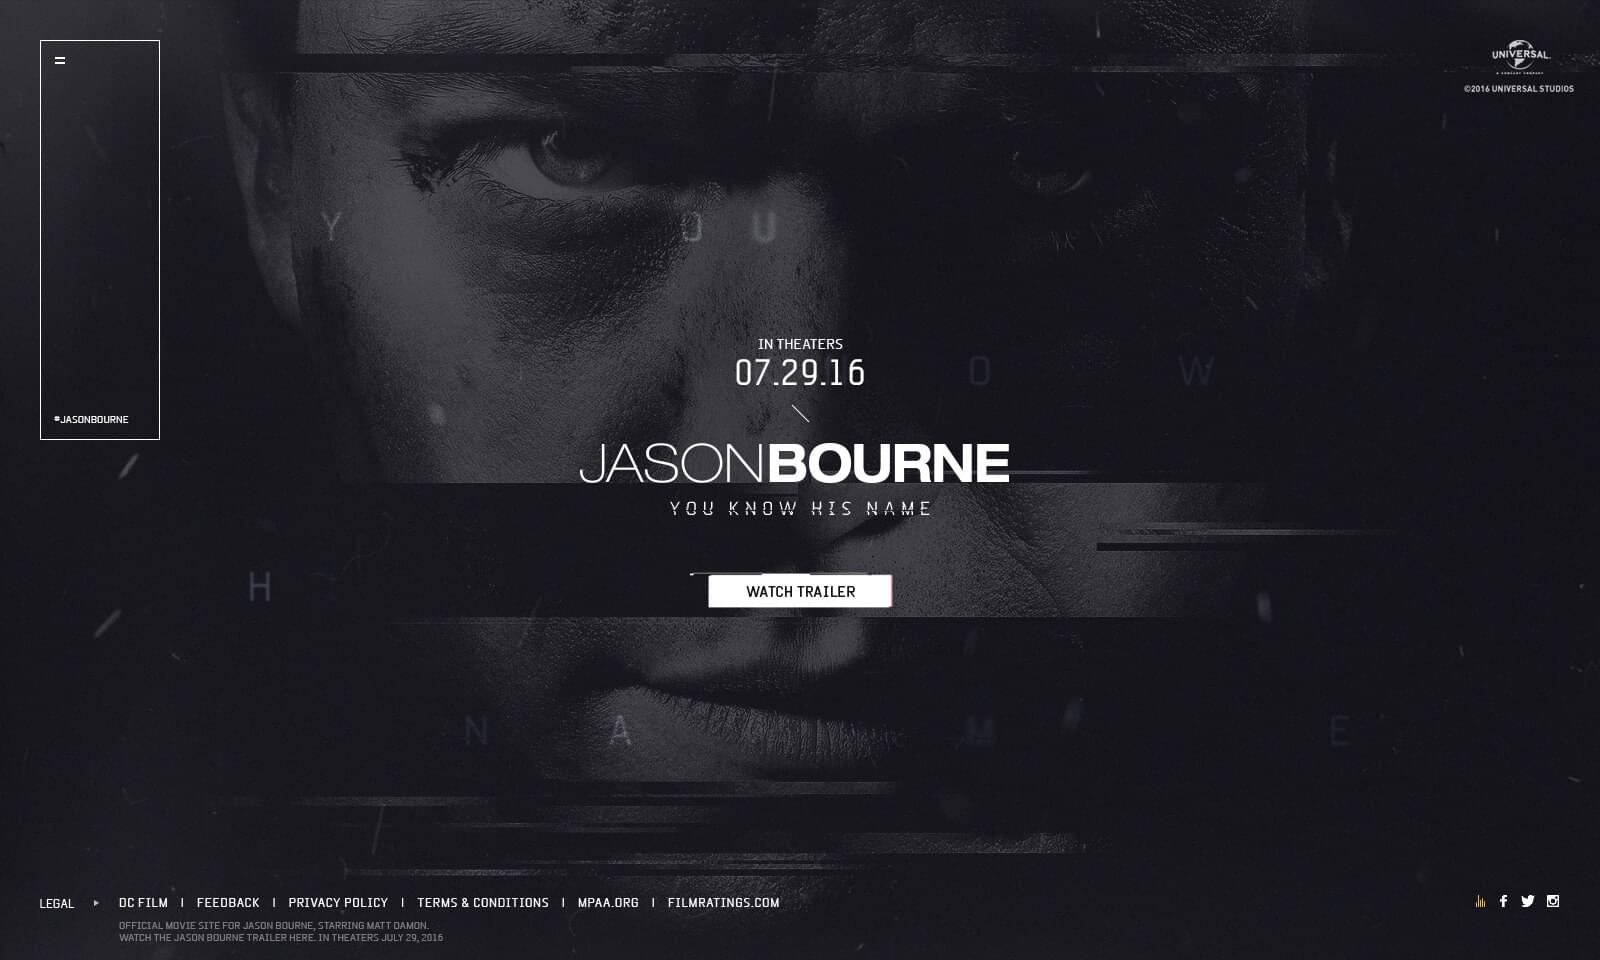 UNIVERSAL
©2016 UNIVERSAL STUDIOS
Y O U
IN THEATERS
07.29.16
O W
#JASONBOURNE
JASONBOURNE
YOU KNOW HIS NAME
H
WATCH TRAILER
N A M E
LEGAL
DC FILM | FEEDBACK | PRIVACY POLICY | TERMS & CONDITIONS | MPAA.ORG | FILMRATINGS.COM
OFFICIAL MOVIE SITE FOR JASON BOURNE, STARRING MATT DAMON.
WATCH THE JASON BOURNE TRAILER HERE. IN THEATERS JULY 29, 2016